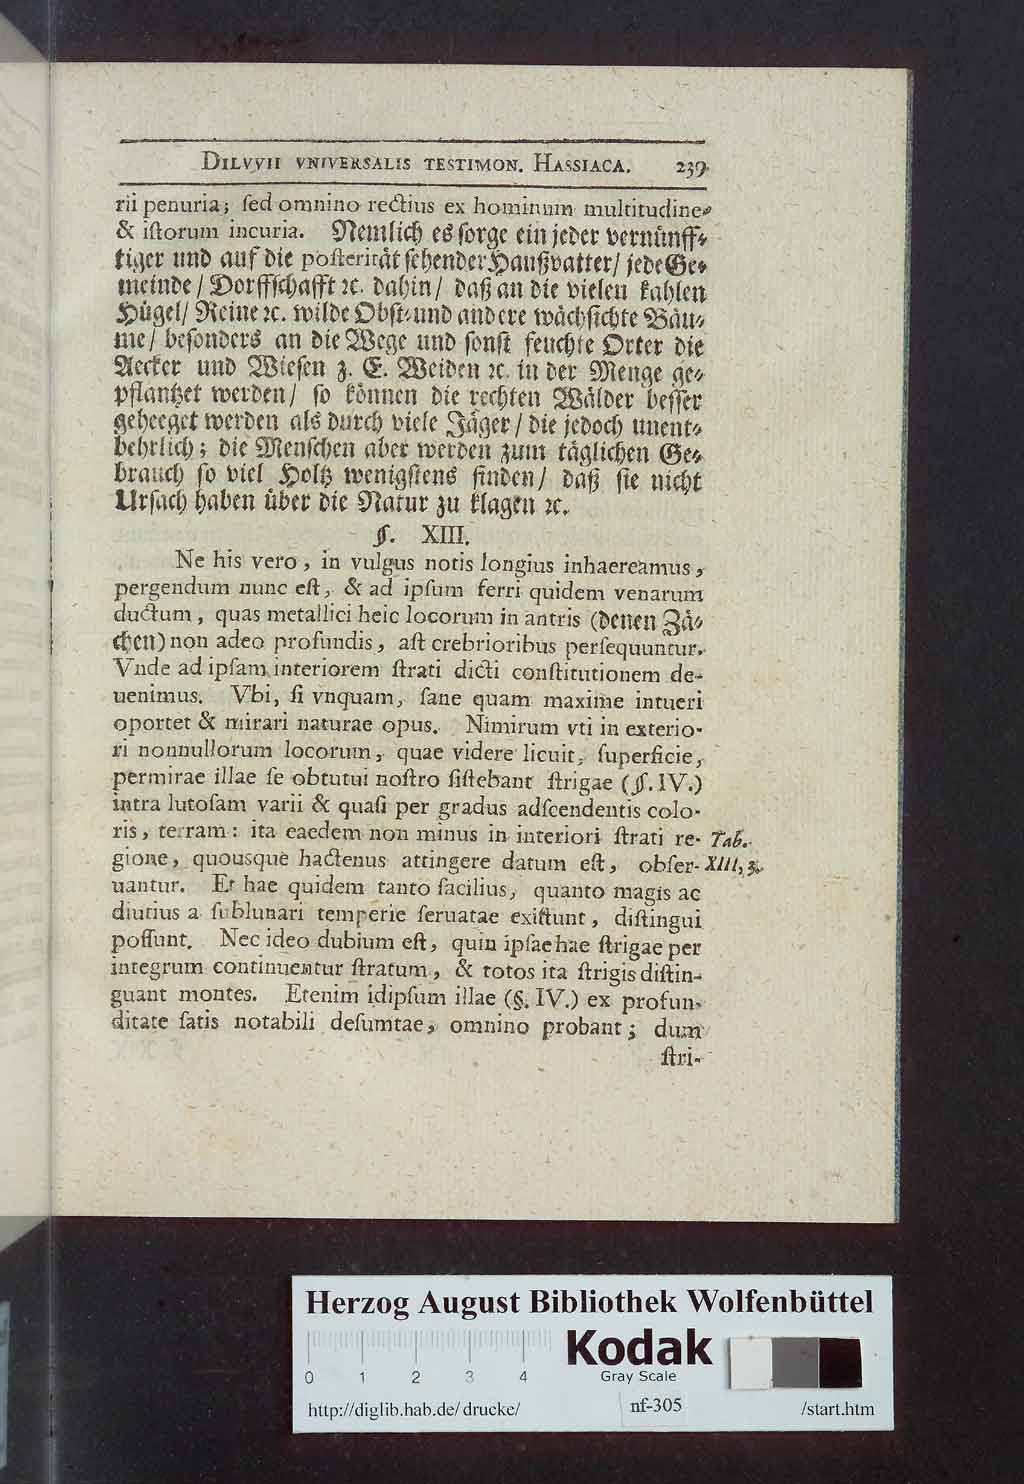 DILVVII VNIVERSALIS TESTIMON. HASSIACA. 239
rii penuria; ſed omnino rectius ex hominum multitudine
& iſtorum incuria. Nemlich es ſorge ein jeder vernünff-
tiger und auf die poſterität ſehender Haußvatter/ jede Ge-
meinde/ Dorffſchafft ꝛc. dahin/ daß an die vielen kahlen
Hügel/ Reine ꝛc. wilde Obſt-und andere wächſichte Bäu-
me/ beſonders an die Wege und ſonſt feuchte Orter die
Aecker und Wieſen z. E. Weiden ꝛc. in der Menge ge-
pflantzet werden/ ſo können die rechten Wälder beſſer
geheeget werden als durch viele Jäger/ die jedoch unent-
behrlich; die Menſchen aber werden zum täglichen Ge-
brauch ſo viel Holtz wenigſtens finden/ daß ſie nicht
Urſach haben über die Natur zu klagen ꝛc.
§. XIII.
Ne his vero, in vulgus notis longius inhaereamus,
pergendum nunc eſt, & ad ipſum ferri quidem venarum
ductum, quas metallici heic locorum in antris (denen Zä-
chen) non adeo profundis, aſt crebrioribus perſequuntur.
Vnde ad ipſam interiorem ſtrati dicti conſtitutionem de-
uenimus. Vbi, ſi vnquam, ſane quam maxime intueri
oportet & mirari naturae opus. Nimirum vti in exterio-
ri nonnullorum locorum, quae videre licuit, ſuperficie,
permirae illae ſe obtutui noſtro ſiſtebant ſtrigae (§. IV.)
intra lutoſam varii & quaſi per gradus adſcendentis colo-
ris, terram: ita eaedem non minus in interiori ſtrati re- Tab.
gione, quousque hactenus attingere datum eſt, obſer- XIII, 3.
uantur. Et hae quidem tanto facilius, quanto magis ac
diutius a ſublunari temperie ſeruatae exiſtunt, diſtingui
poſſunt. Nec ideo dubium eſt, quin ipſae hae ſtrigae per
integrum continuentur ſtratum, & totos ita ſtrigis diſtin-
guant montes. Etenim idipſum illae (§. IV.) ex profun-
ditate ſatis notabili deſumtae, omnino probant; dum
ſtri-
Herzog August Bibliothek Wolfenbüttel
Kodak
Gray Scale
0 1 2 3 4
http://diglib.hab.de/drucke/ nf-305 /start.htm